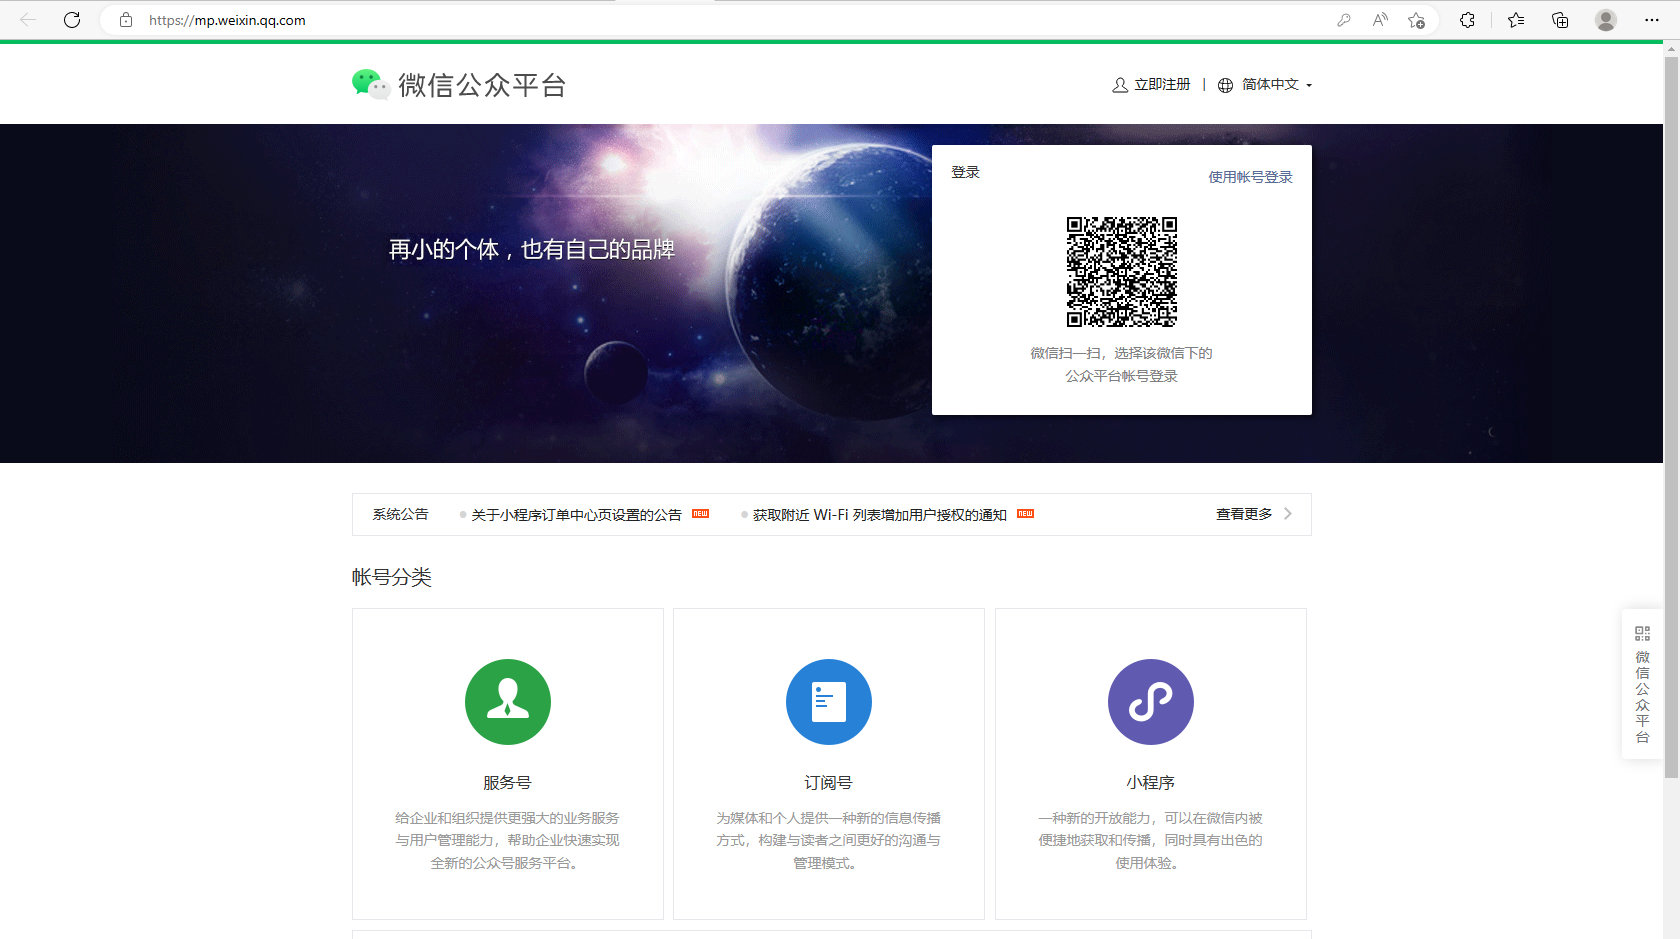 https://mp.weixin.qq.com
微信公众平台
立即注册 | 简体中文
登录
使用帐号登录
再小的个体，也有自己的品牌
微信扫一扫，选择该微信下的
公众平台帐号登录
系统公告
关于小程序订单中心页设置的公告 NEW
获取附近 Wi-Fi 列表增加用户授权的通知 NEW
查看更多
帐号分类
服务号
给企业和组织提供更强大的业务服务
与用户管理能力，帮助企业快速实现
全新的公众号服务平台。
订阅号
为媒体和个人提供一种新的信息传播
方式，构建与读者之间更好的沟通与
管理模式。
小程序
一种新的开放能力，可以在微信内被
便捷地获取和传播，同时具有出色的
使用体验。
微信公众平台